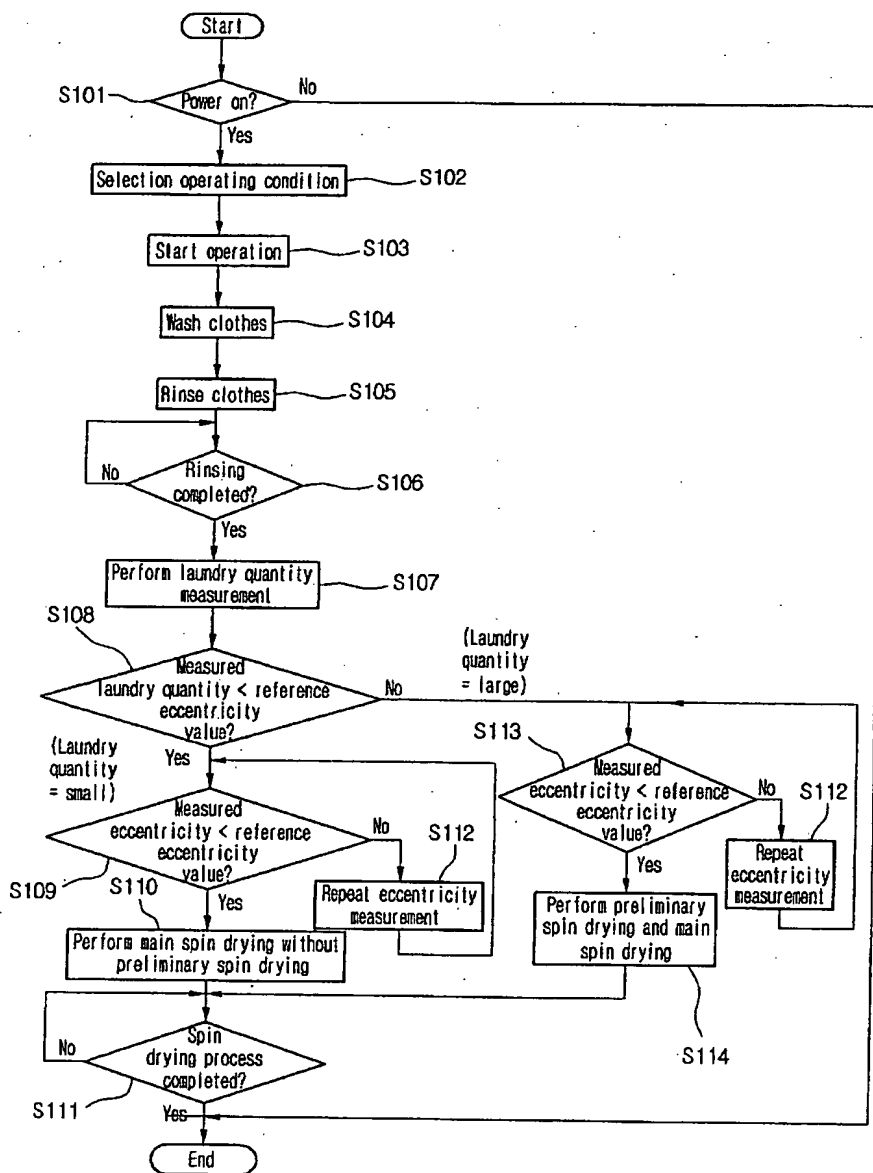 Start
S101
Power on?
No
Yes
Selection operating condition
S102
Start operation
S103
Wash clothes
S104
Rinse clothes
S105
No
Rinsing
completed?
S106
Yes
Perform laundry quantity
measurement
S107
S108
Measured
laundry quantity < reference
eccentricity
value?
No
(Laundry
quantity
= large)
Yes
(Laundry
quantity
= small)
S113
Measured
eccentricity < reference
eccentricity
value?
No
S112
Repeat
eccentricity
measurement
Yes
Measured
eccentricity < reference
eccentricity
value?
No
S112
Repeat eccentricity
measurement
S109
S110
Yes
Perform main spin drying without
preliminary spin drying
Perform preliminary
spin drying and main
spin drying
S114
No
Spin
drying process
completed?
S111
Yes
End